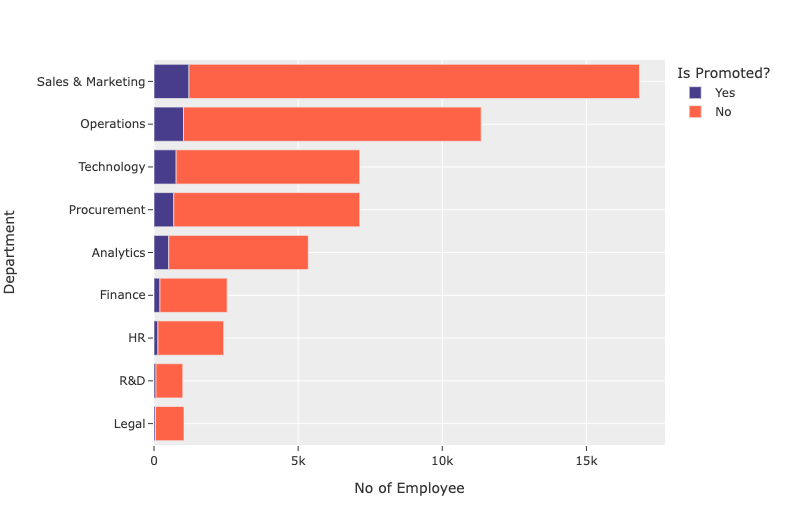 Is Promoted?
Yes
No
Department
Sales & Marketing
Operations
Technology
Procurement
Analytics
Finance
HR
R&D
Legal
0 5k 10k 15k
No of Employee